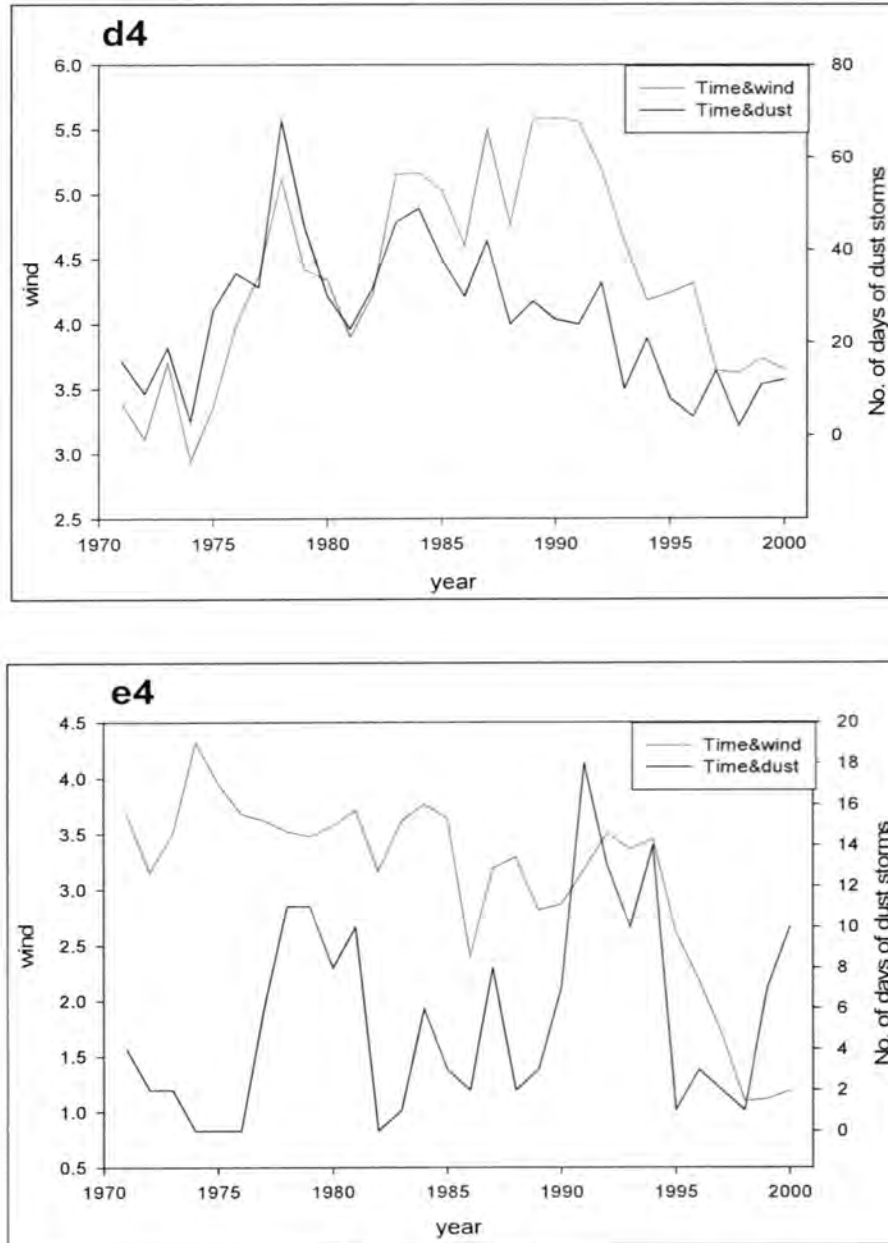 d4
6.0
5.5
5.0
4.5
4.0
3.5
3.0
2.5
wind
80
60
40
20
0
No. of days of dust storms
Time&wind
Time&dust
1970 1975 1980 1985 1990 1995 2000
year
e4
4.5
4.0
3.5
3.0
2.5
2.0
1.5
1.0
0.5
wind
20
18
16
14
12
10
8
6
4
2
0
No. of days of dust storms
Time&wind
Time&dust
1970 1975 1980 1985 1990 1995 2000
year